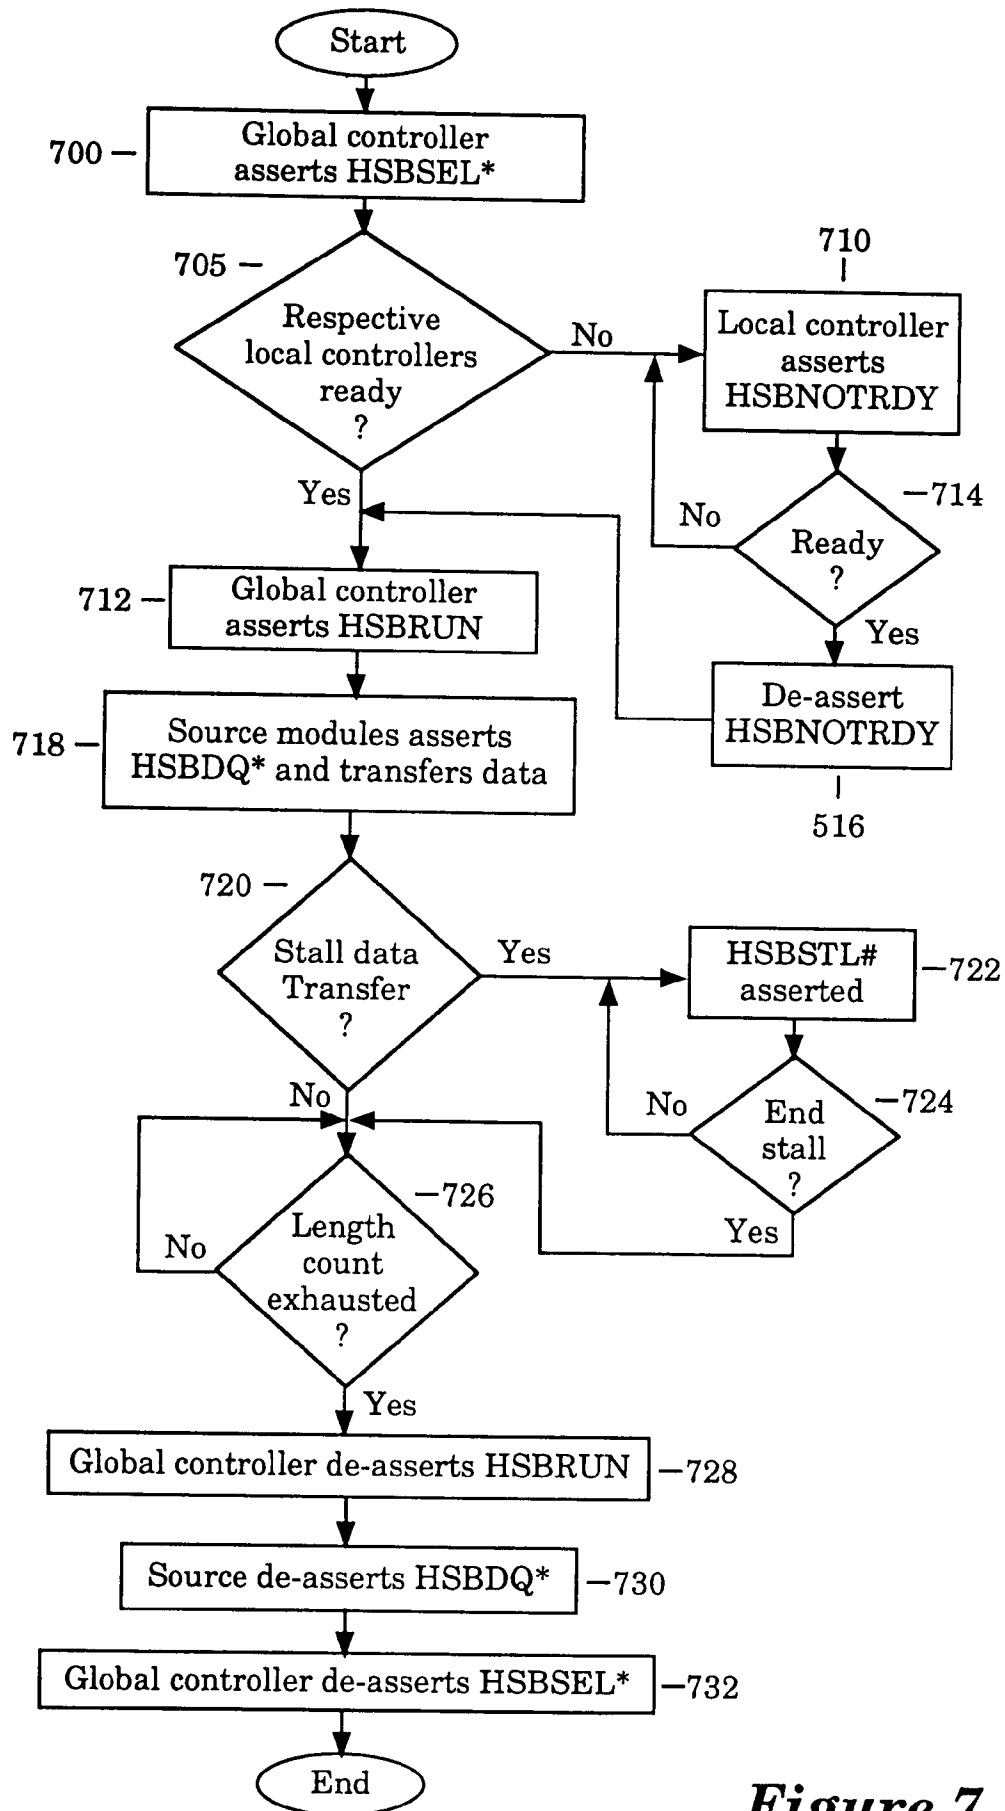 Start
700
Global controller
asserts HSBSEL*
705
Respective
local controllers
ready
?
No
710
Local controller
asserts
HSBNOTRDY
Yes
No
714
Ready
?
Yes
712
Global controller
asserts HSBRUN
De-assert
HSBNOTRDY
516
718
Source modules asserts
HSBDQ* and transfers data
720
Stall data
Transfer
?
Yes
HSBSTL#
asserted
722
No
No
End
stall
?
724
Yes
726
Length
count
exhausted
?
No
Yes
Global controller de-asserts HSBRUN
728
Source de-asserts HSBDQ*
730
Global controller de-asserts HSBSEL*
732
End
Figure 7